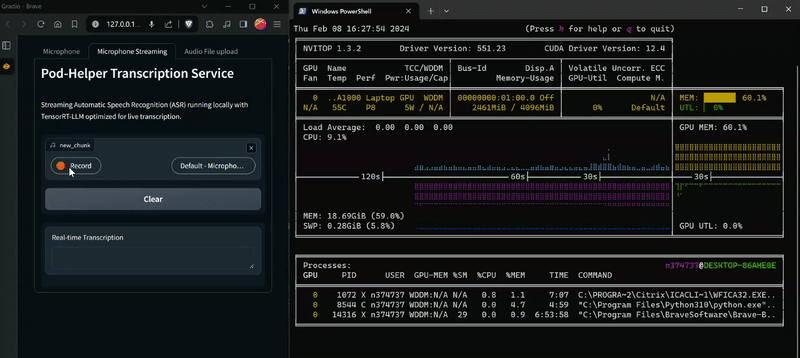 Gradio - Brave
127.0.0.1...
Microphone
Microphone Streaming
Audio File upload
Pod-Helper Transcription Service
Streaming Automatic Speech Recognition (ASR) running locally with
TensorRT-LLM optimized for live transcription.
new_chunk
Record
Default - Micropho...
Clear
Real-time Transcription
Windows PowerShell
Thu Feb 08 16:27:54 2024
(Press h for help or q to quit)
NVITOP 1.3.2 Driver Version: 551.23 CUDA Driver Version: 12.4
GPU Name TCC/WDDM Bus-Id Disp.A Volatile Uncorr. ECC
Fan Temp Perf Pwr:Usage/Cap Memory-Usage GPU-Util Compute M.
0 ..A1000 Laptop GPU WDDM 00000000:01:00.0 Off N/A MEM: 60.1%
N/A 55C P8 5W / N/A 2461MiB / 4096MiB 0% Default UTL: 0%
Load Average: 0.00 0.00 0.00
CPU: 9.1%
GPU MEM: 60.1%
120s 60s 30s 30s
MEM: 18.69GiB (59.0%)
SWP: 0.28GiB (5.8%)
GPU UTL: 0.0%
Processes: n374737@DESKTOP-86AHE0E
GPU PID USER GPU-MEM %SM %CPU %MEM TIME COMMAND
0 1072 X n374737 WDDM:N/A N/A 0.8 1.1 7:07 C:\PROGRA~2\Citrix\ICACLI~1\WFICA32.EXE..
0 8544 C n374737 WDDM:N/A N/A 0.0 4.7 4:59 "C:\Program Files\Python310\python.exe"..
0 14316 X n374737 WDDM:N/A 29 0.0 0.9 6:53:58 "C:\Program Files\BraveSoftware\Brave-B..